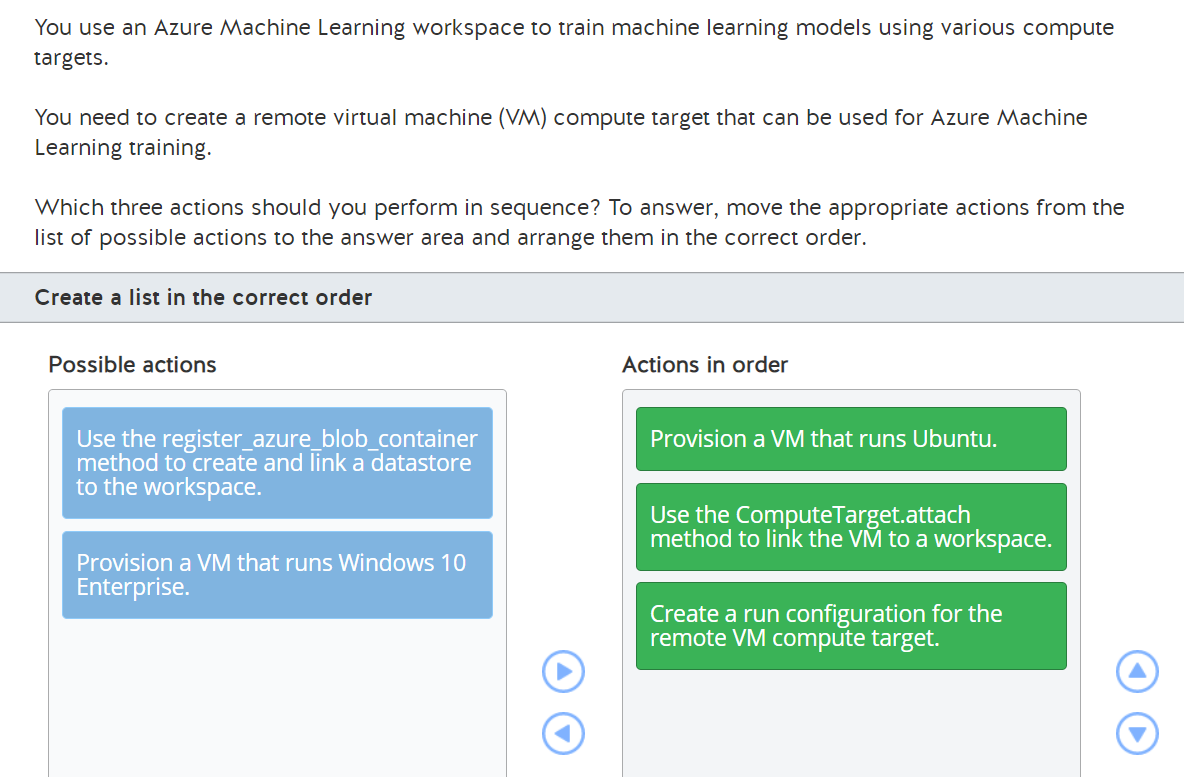 You use an Azure Machine Learning workspace to train machine learning models using various compute
targets.
You need to create a remote virtual machine (VM) compute target that can be used for Azure Machine
Learning training.
Which three actions should you perform in sequence? To answer, move the appropriate actions from the
list of possible actions to the answer area and arrange them in the correct order.
Create a list in the correct order
Possible actions
Use the register_azure_blob_container
method to create and link a datastore
to the workspace.
Provision a VM that runs Windows 10
Enterprise.
Actions in order
Provision a VM that runs Ubuntu.
Use the ComputeTarget.attach
method to link the VM to a workspace.
Create a run configuration for the
remote VM compute target.